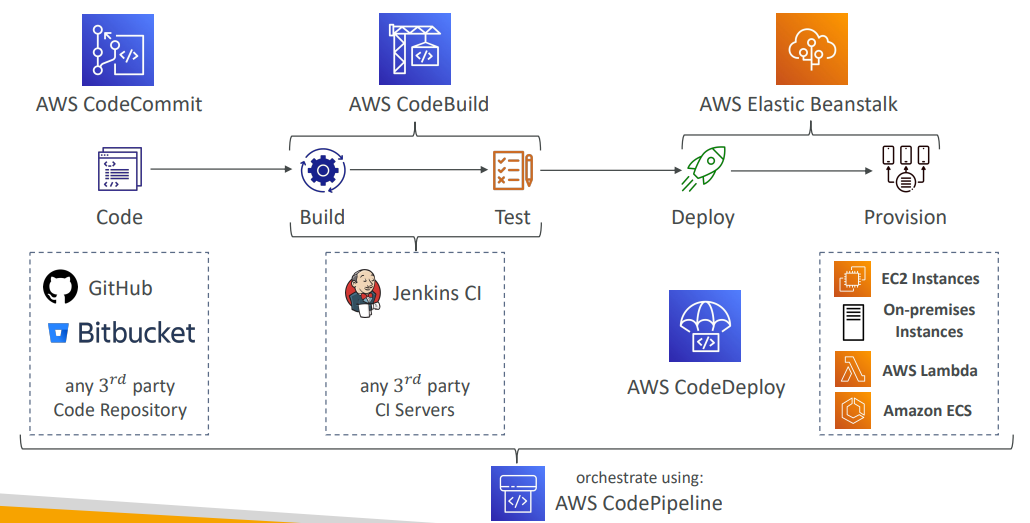 AWS CodeCommit
AWS CodeBuild
AWS Elastic Beanstalk
Code
Build
Test
Deploy
Provision
GitHub
Bitbucket
any 3rd party
Code Repository
Jenkins CI
any 3rd party
CI Servers
AWS CodeDeploy
EC2 Instances
On-premises
Instances
AWS Lambda
Amazon ECS
orchestrate using:
AWS CodePipeline